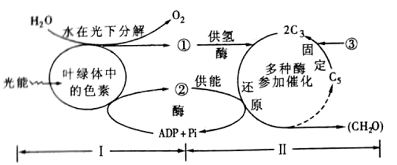 H₂O
水在光下分解
O₂
① 供氢
酶
2C₃
③
固定
C₅
多种酶
参加催化
还原
光能
叶绿体中
的色素
② 供能
酶
ADP+Pi
(CH₂O)
I
II